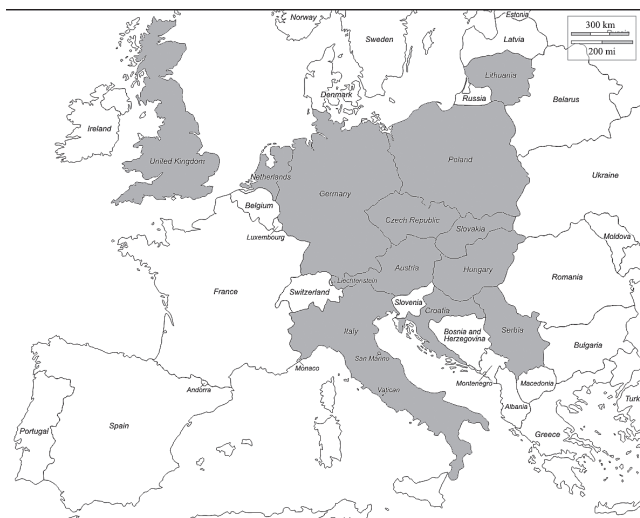 Norway
Estonia
300 km
200 mi
Sweden
Latvia
Lithuania
Denmark
Russia
Belarus
Ireland
United Kingdom
Netherlands
Poland
Ukraine
Germany
Belgium
Czech Republic
Luxembourg
Slovakia
Moldova
Austria
Hungary
Liechtenstein
Switzerland
France
Romania
Slovenia
Croatia
Italy
Bosnia and
Herzegovina
Serbia
San Marino
Bulgaria
Monaco
Andorra
Montenegro
Macedonia
Vatican
Albania
Turk
Portugal
Spain
Greece